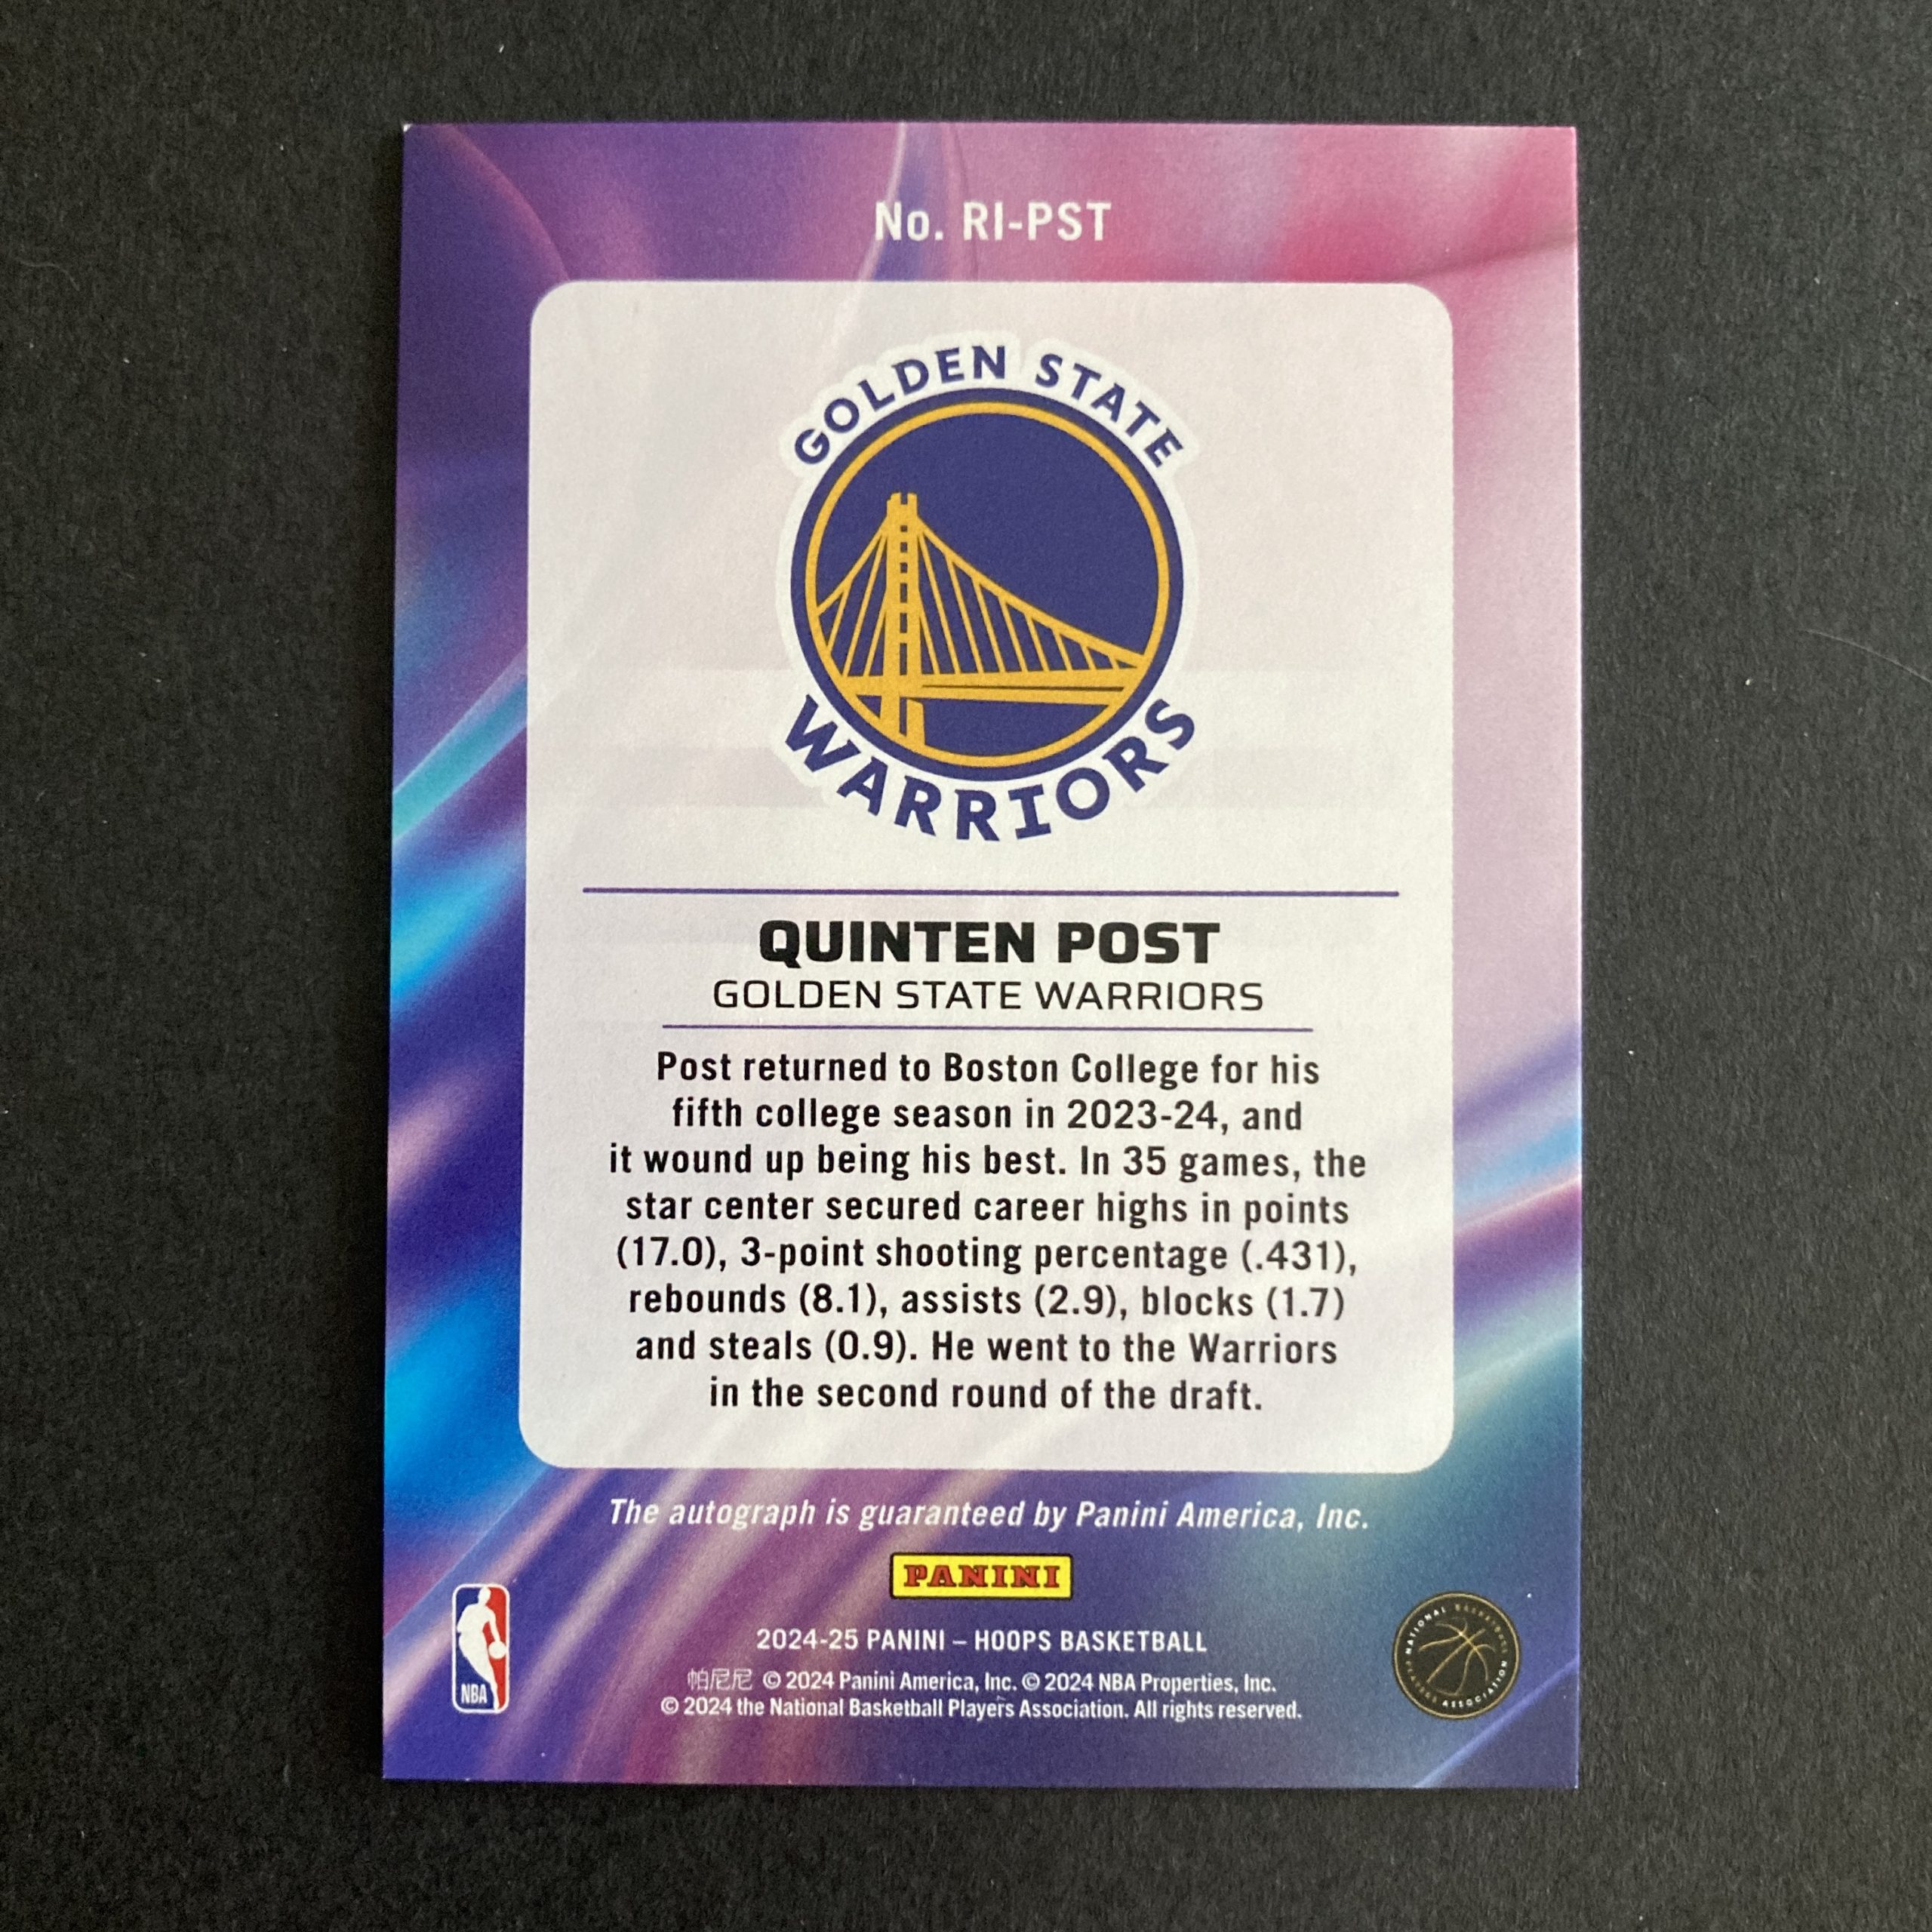 No. RI-PST
GOLDEN STATE
WARRIORS
QUINTEN POST
GOLDEN STATE WARRIORS
Post returned to Boston College for his
fifth college season in 2023-24, and
it wound up being his best. In 35 games, the
star center secured career highs in points
(17.0), 3-point shooting percentage (.431),
rebounds (8.1), assists (2.9), blocks (1.7)
and steals (0.9). He went to the Warriors
in the second round of the draft.
The autograph is guaranteed by Panini America, Inc.
PANINI
2024-25 PANINI – HOOPS BASKETBALL
帕尼尼 © 2024 Panini America, Inc. © 2024 NBA Properties, Inc.
© 2024 the National Basketball Players Association. All rights reserved.
NBA
NATIONAL BASKETBALL
PLAYERS ASSOCIATION